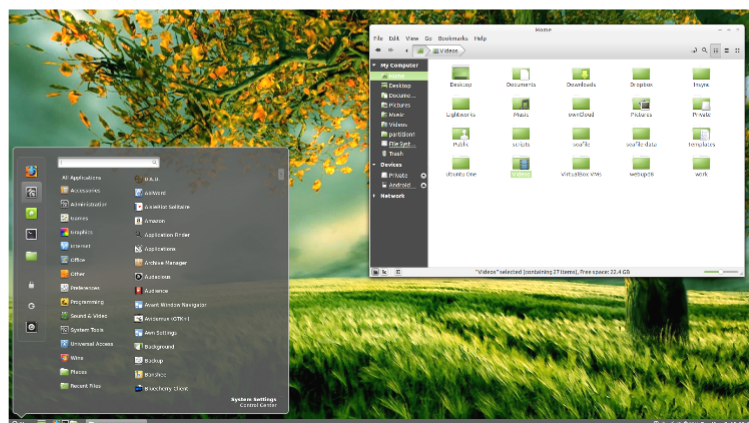 Home
File Edit View Go Bookmarks Help
Videos
My Computer
Home
Desktop
Docume...
Pictures
Music
Videos
partition1
File Syst...
Trash
Devices
Private
Android
Network
Desktop Documents Downloads Dropbox Insync
Lightworks Music ownCloud Pictures Private
Public scripts seafile seafile-data Templates
Ubuntu One Videos VirtualBox VMs webupd8 work
"Videos" selected (containing 27 items), Free space: 22.4 GB
All Applications
Accessories
Administration
Games
Graphics
Internet
Office
Other
Preferences
Programming
Sound & Video
System Tools
Universal Access
Wine
Places
Recent Files
AbiWord
AisleRiot Solitaire
Amazon
Application Finder
Applications
Archive Manager
Audacious
Audience
Avant Window Navigator
Avidemux (GTK+)
Awn Settings
Background
Backup
Banshee
Bluecherry Client
System Settings
Control Center